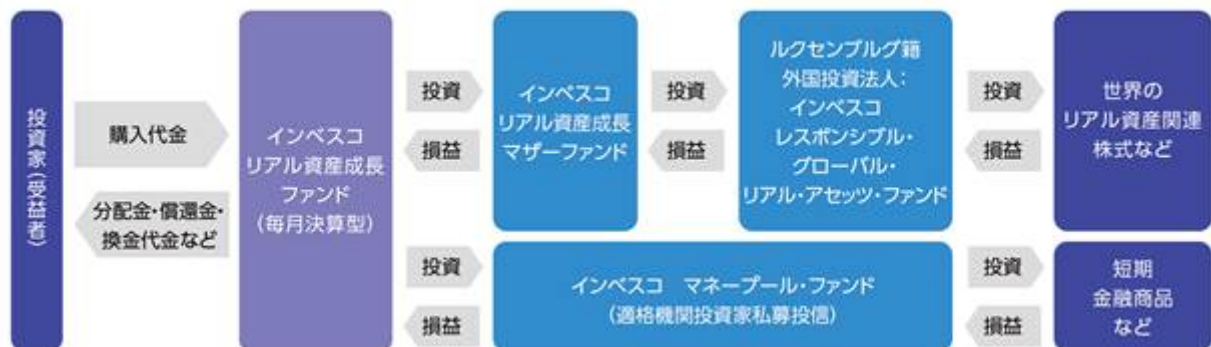 投資家(受益者)
購入代金
分配金・償還金・
換金代金など
インベスコ
リアル資産成長
ファンド
(毎月決算型)
投資
損益
インベスコ
リアル資産成長
マザーファンド
投資
損益
ルクセンブルグ籍
外国投資法人:
インベスコ
レスポンシブル・
グローバル・
リアル・アセッツ・ファンド
投資
損益
世界の
リアル資産関連
株式など
投資
損益
インベスコ　マネープール・ファンド
(適格機関投資家私募投信)
投資
損益
短期
金融商品
など